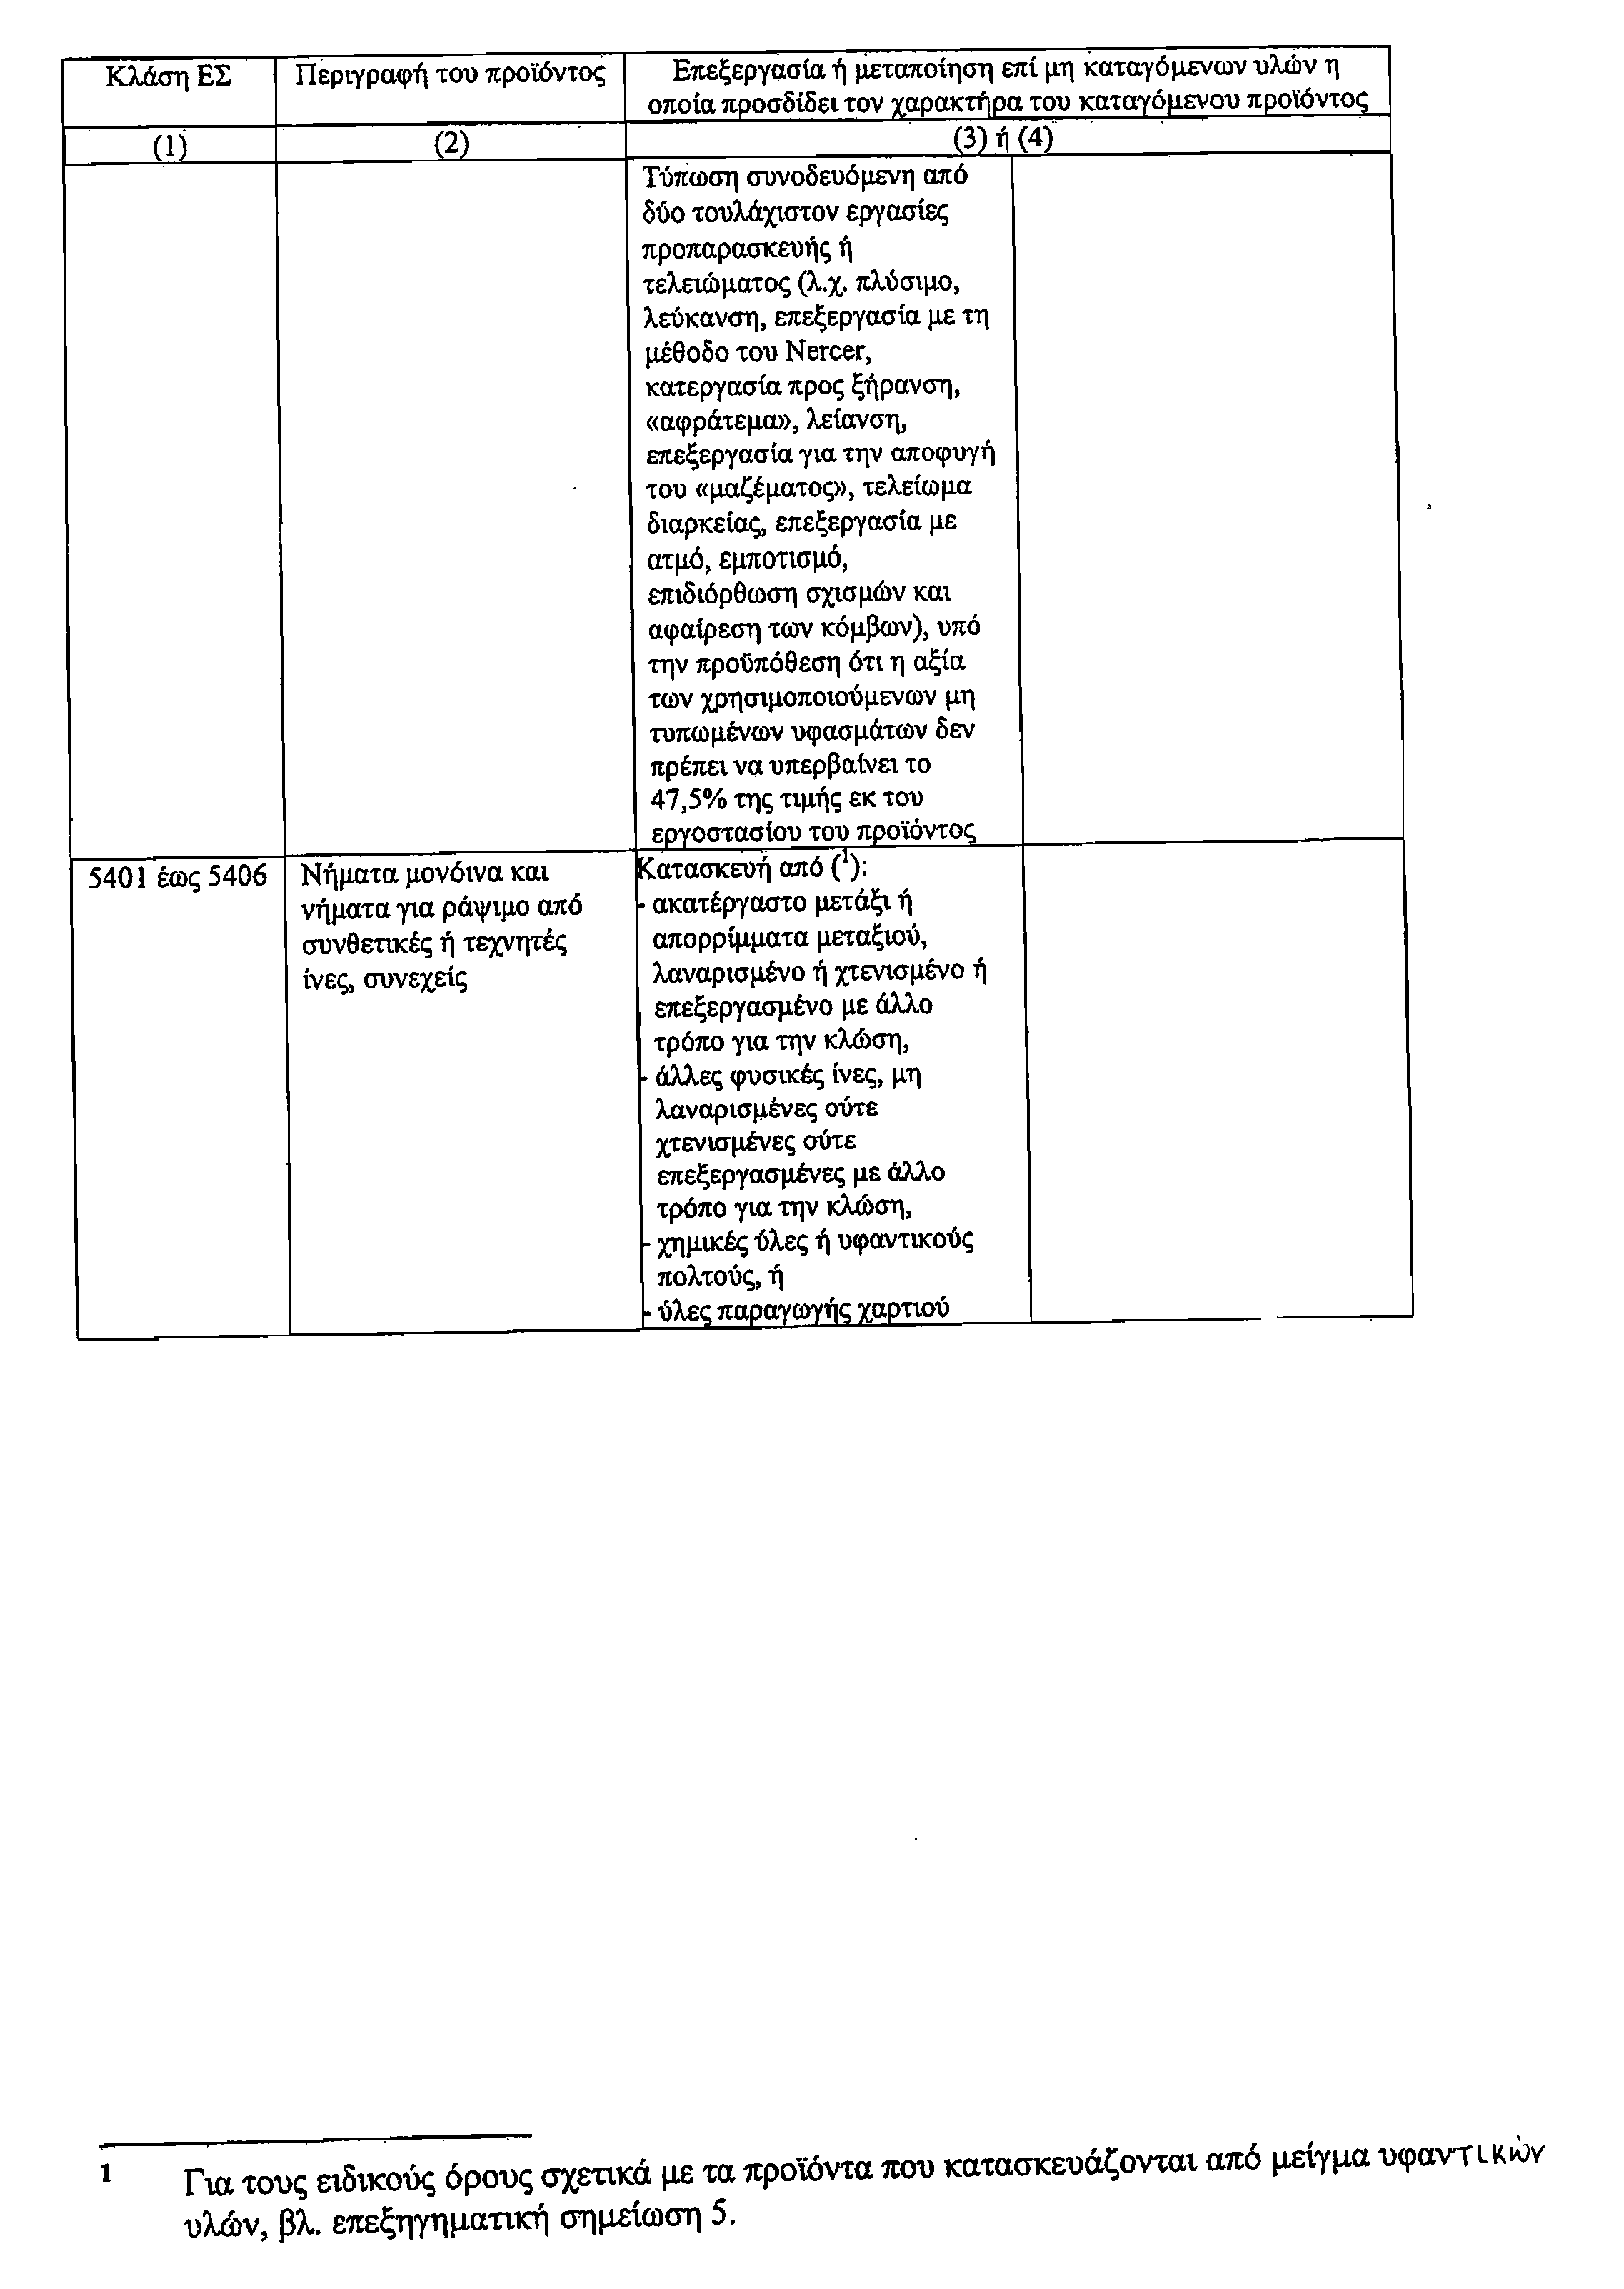 Κλάση ΕΣ
Περιγραφή του προϊόντος
Επεξεργασία ή μεταποίηση επί μη καταγόμενων υλών η
οποία προσδίδει τον χαρακτήρα του καταγόμενου προϊόντος
(1)
(2)
(3) ή (4)
Τύπωση συνοδευόμενη από
δύο τουλάχιστον εργασίες
προπαρασκευής ή
τελειώματος (λ.χ. πλύσιμο,
λεύκανση, επεξεργασία με τη
μέθοδο του Nercer,
κατεργασία προς ξήρανση,
«αφράτεμα», λείανση,
επεξεργασία για την αποφυγή
του «μαζέματος», τελείωμα
διαρκείας, επεξεργασία με
ατμό, εμποτισμό,
επιδιόρθωση σχισμών και
αφαίρεση των κόμβων), υπό
την προϋπόθεση ότι η αξία
των χρησιμοποιούμενων μη
τυπωμένων υφασμάτων δεν
πρέπει να υπερβαίνει το
47,5% της τιμής εκ του
εργοστασίου του προϊόντος
5401 έως 5406
Νήματα μονόινα και
νήματα για ράψιμο από
συνθετικές ή τεχνητές
ίνες, συνεχείς
Κατασκευή από (¹):
- ακατέργαστο μετάξι ή
απορρίμματα μεταξιού,
λαναρισμένο ή χτενισμένο ή
επεξεργασμένο με άλλο
τρόπο για την κλώση,
- άλλες φυσικές ίνες, μη
λαναρισμένες ούτε
χτενισμένες ούτε
επεξεργασμένες με άλλο
τρόπο για την κλώση,
- χημικές ύλες ή υφαντικούς
πολτούς, ή
- ύλες παραγωγής χαρτιού
1 Για τους ειδικούς όρους σχετικά με τα προϊόντα που κατασκευάζονται από μείγμα υφαντικών
υλών, βλ. επεξηγηματική σημείωση 5.